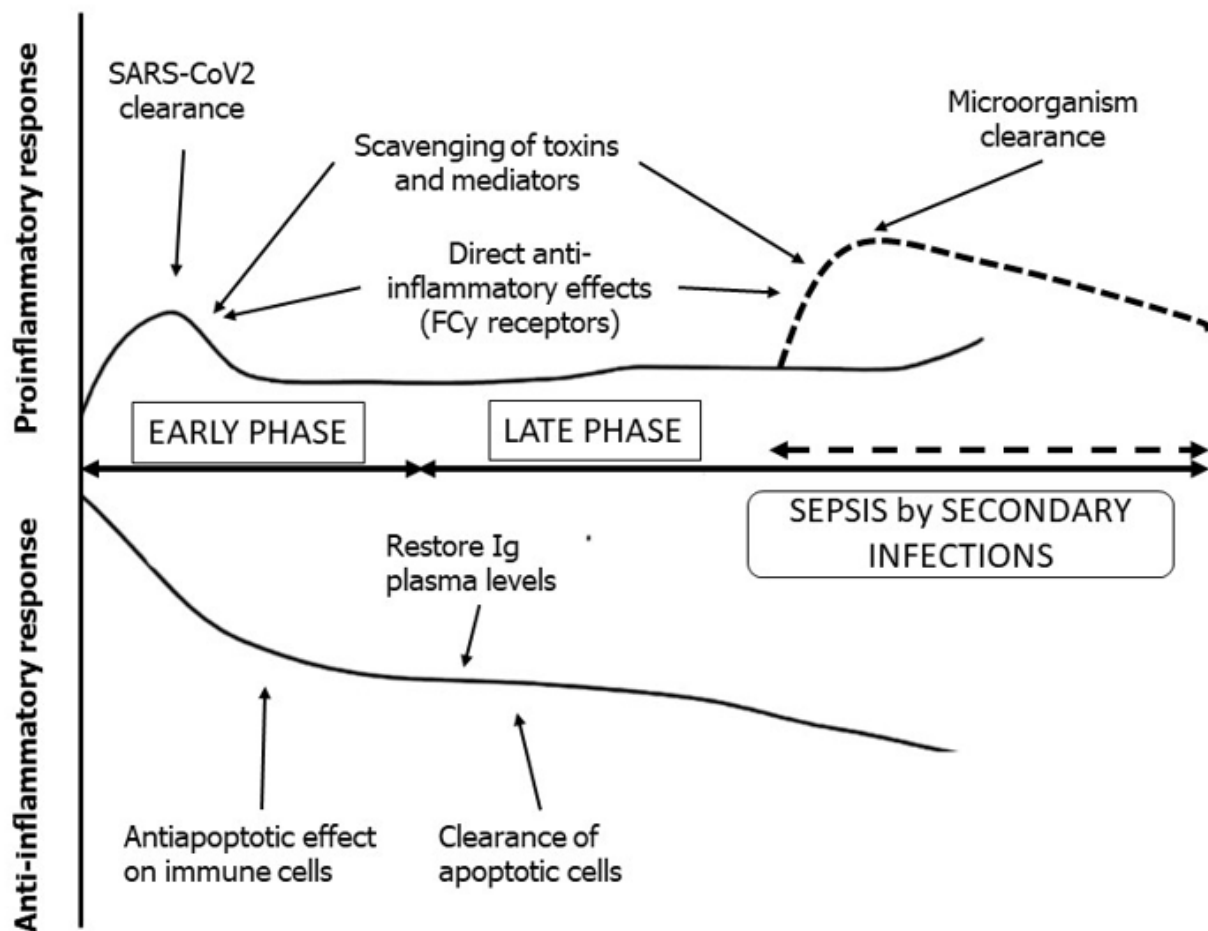 Proinflammatory response
SARS-CoV2
clearance
Scavenging of toxins
and mediators
Microorganism
clearance
Direct anti-
inflammatory effects
(FCy receptors)
EARLY PHASE
LATE PHASE
SEPSIS by SECONDARY
INFECTIONS
Anti-inflammatory response
Restore Ig
plasma levels
Antiapoptotic effect
on immune cells
Clearance of
apoptotic cells